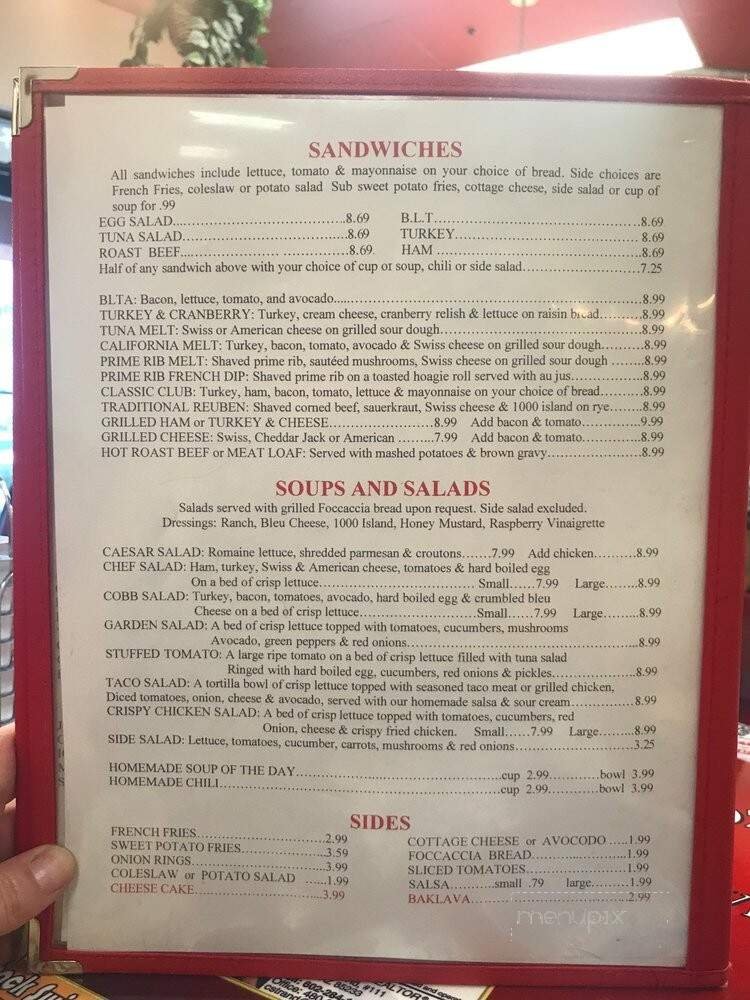 SANDWICHES
All sandwiches include lettuce, tomato & mayonnaise on your choice of bread. Side choices are
French Fries, coleslaw or potato salad Sub sweet potato fries, cottage cheese, side salad or cup of
soup for .99
EGG SALAD.....8.69 B.L.T.....8.69
TUNA SALAD.....8.69 TURKEY.....8.69
ROAST BEEF.....8.69 HAM.....8.69
Half of any sandwich above with your choice of cup or soup, chili or side salad.....7.25
BLTA: Bacon, lettuce, tomato, and avocado.....8.99
TURKEY & CRANBERRY: Turkey, cream cheese, cranberry relish & lettuce on raisin bread.....8.99
TUNA MELT: Swiss or American cheese on grilled sour dough.....8.99
CALIFORNIA MELT: Turkey, bacon, tomato, avocado & Swiss cheese on grilled sour dough.....8.99
PRIME RIB MELT: Shaved prime rib, sautéed mushrooms, Swiss cheese on grilled sour dough .....8.99
PRIME RIB FRENCH DIP: Shaved prime rib on a toasted hoagie roll served with au jus.....8.99
CLASSIC CLUB: Turkey, ham, bacon, tomato, lettuce & mayonnaise on your choice of bread.....8.99
TRADITIONAL REUBEN: Shaved corned beef, sauerkraut, Swiss cheese & 1000 island on rye.....8.99
GRILLED HAM or TURKEY & CHEESE.....8.99 Add bacon & tomato.....9.99
GRILLED CHEESE: Swiss, Cheddar Jack or American .....7.99 Add bacon & tomato.....8.99
HOT ROAST BEEF or MEAT LOAF: Served with mashed potatoes & brown gravy.....8.99
SOUPS AND SALADS
Salads served with grilled Foccaccia bread upon request. Side salad excluded.
Dressings: Ranch, Bleu Cheese, 1000 Island, Honey Mustard, Raspberry Vinaigrette
CAESAR SALAD: Romaine lettuce, shredded parmesan & croutons.....7.99 Add chicken.....8.99
CHEF SALAD: Ham, turkey, Swiss & American cheese, tomatoes & hard boiled egg
On a bed of crisp lettuce..... Small.....7.99 Large.....8.99
COBB SALAD: Turkey, bacon, tomatoes, avocado, hard boiled egg & crumbled bleu
Cheese on a bed of crisp lettuce.....Small.....7.99 Large.....8.99
GARDEN SALAD: A bed of crisp lettuce topped with tomatoes, cucumbers, mushrooms
Avocado, green peppers & red onions.....8.99
STUFFED TOMATO: A large ripe tomato on a bed of crisp lettuce filled with tuna salad
Ringed with hard boiled egg, cucumbers, red onions & pickles.....8.99
TACO SALAD: A tortilla bowl of crisp lettuce topped with seasoned taco meat or grilled chicken,
Diced tomatoes, onion, cheese & avocado, served with our homemade salsa & sour cream.....8.99
CRISPY CHICKEN SALAD: A bed of crisp lettuce topped with tomatoes, cucumbers, red
Onion, cheese & crispy fried chicken. Small.....7.99 Large.....8.99
SIDE SALAD: Lettuce, tomatoes, cucumber, carrots, mushrooms & red onions.....3.25
HOMEMADE SOUP OF THE DAY.....cup 2.99.....bowl 3.99
HOMEMADE CHILI.....cup 2.99.....bowl 3.99
SIDES
FRENCH FRIES.....2.99 COTTAGE CHEESE or AVOCODO .....1.99
SWEET POTATO FRIES.....3.59 FOCCACCIA BREAD.....1.99
ONION RINGS.....3.99 SLICED TOMATOES.....1.99
COLESLAW or POTATO SALAD .....1.99 SALSA.....small .79 large.....1.99
CHEESE CAKE.....3.99 BAKLAVA.....2.99
menupix
#111
85233